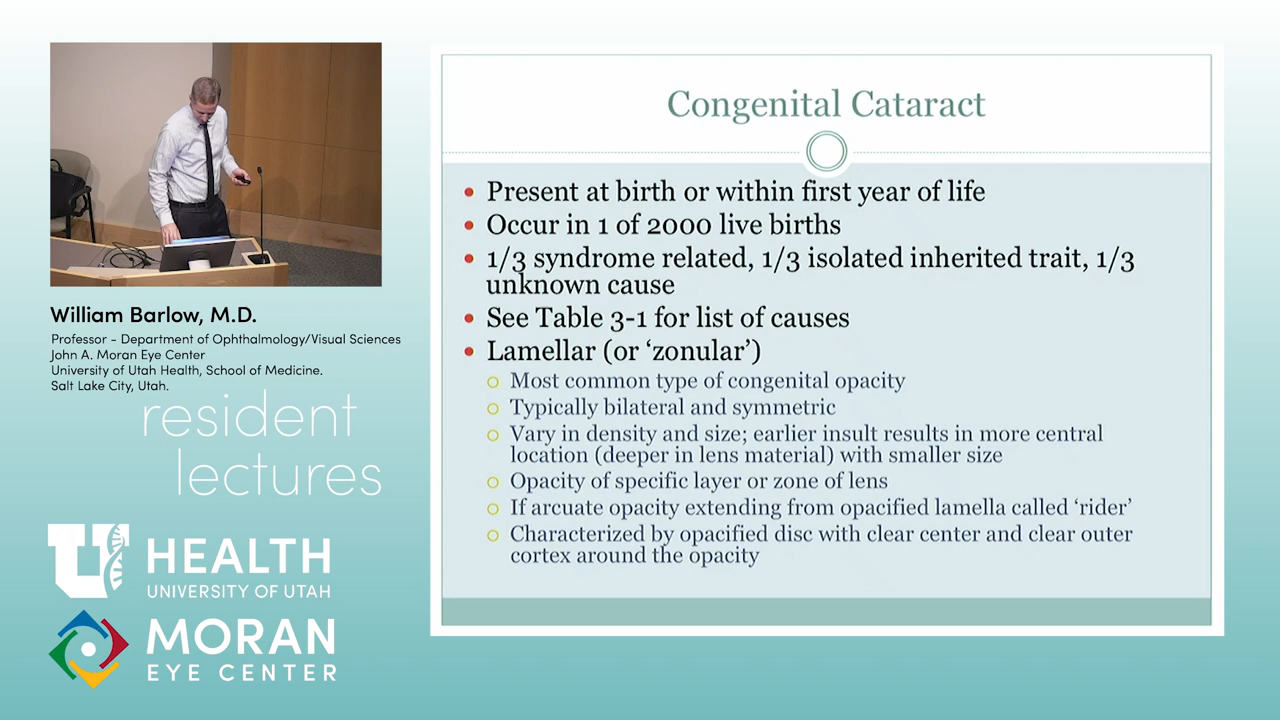 William Barlow, M.D.
Professor - Department of Ophthalmology/Visual Sciences
John A. Moran Eye Center
University of Utah Health, School of Medicine.
Salt Lake City, Utah.
resident
lectures
U HEALTH
UNIVERSITY OF UTAH
MORAN
EYE CENTER
Congenital Cataract
• Present at birth or within first year of life
• Occur in 1 of 2000 live births
• 1/3 syndrome related, 1/3 isolated inherited trait, 1/3
unknown cause
• See Table 3-1 for list of causes
• Lamellar (or ‘zonular’)
o Most common type of congenital opacity
o Typically bilateral and symmetric
o Vary in density and size; earlier insult results in more central
location (deeper in lens material) with smaller size
o Opacity of specific layer or zone of lens
o If arcuate opacity extending from opacified lamella called ‘rider’
o Characterized by opacified disc with clear center and clear outer
cortex around the opacity